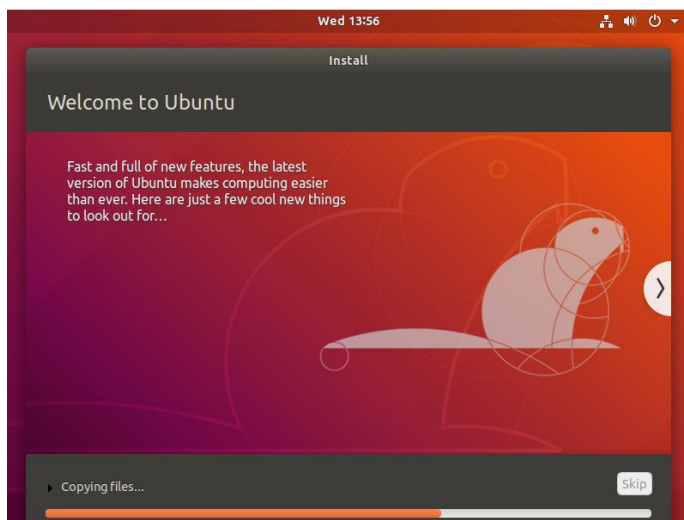 Wed 13:56
Install
Welcome to Ubuntu
Fast and full of new features, the latest
version of Ubuntu makes computing easier
than ever. Here are just a few cool new things
to look out for...
Copying files...
Skip